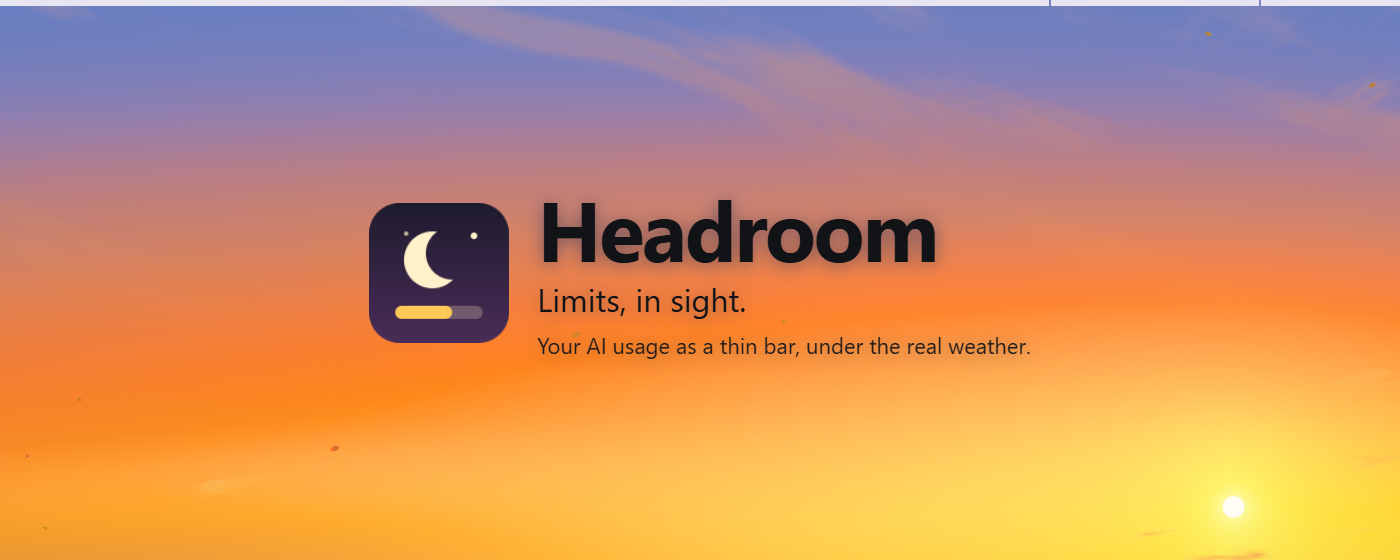 Headroom
Limits, in sight.
Your AI usage as a thin bar, under the real weather.